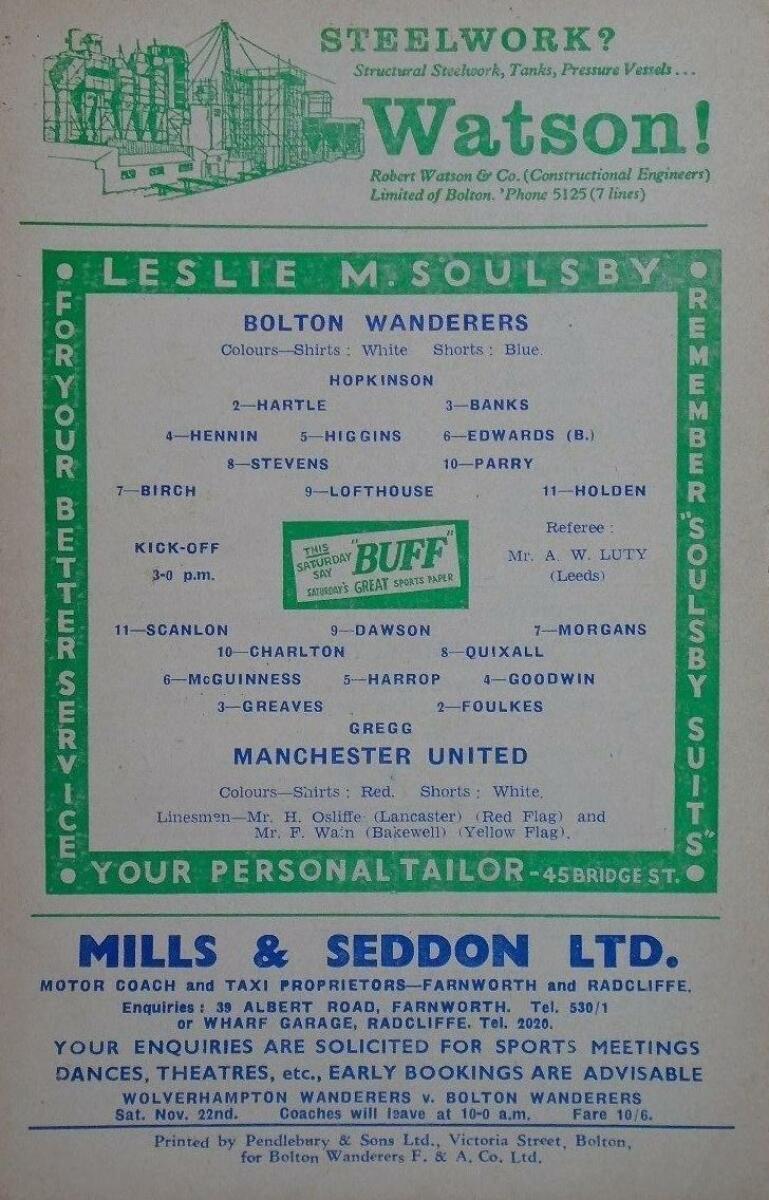 STEELWORK?
Structural Steelwork, Tanks, Pressure Vessels...
Watson!
Robert Watson & Co. (Constructional Engineers)
Limited of Bolton. 'Phone 5125 (7 lines)
• LESLIE M. SOULSBY •
FOR YOUR BETTER SERVICE
REMEMBER "SOULSBY SUITS"
BOLTON WANDERERS
Colours—Shirts : White Shorts : Blue.
HOPKINSON
2—HARTLE 3—BANKS
4—HENNIN 5—HIGGINS 6—EDWARDS (B.)
8—STEVENS 10—PARRY
7—BIRCH 9—LOFTHOUSE 11—HOLDEN
KICK-OFF
3-0 p.m.
THIS
SATURDAY
SAY
"BUFF"
SATURDAY'S GREAT SPORTS PAPER
Referee :
Mr. A. W. LUTY
(Leeds)
11—SCANLON 9—DAWSON 7—MORGANS
10—CHARLTON 8—QUIXALL
6—McGUINNESS 5—HARROP 4—GOODWIN
3—GREAVES 2—FOULKES
GREGG
MANCHESTER UNITED
Colours—Shirts : Red. Shorts : White.
Linesmen—Mr. H. Osliffe (Lancaster) (Red Flag) and
Mr. F. Wain (Bakewell) (Yellow Flag).
• YOUR PERSONAL TAILOR - 45 BRIDGE ST. •
MILLS & SEDDON LTD.
MOTOR COACH and TAXI PROPRIETORS—FARNWORTH and RADCLIFFE.
Enquiries : 39 ALBERT ROAD, FARNWORTH. Tel. 530/1
or WHARF GARAGE, RADCLIFFE. Tel. 2020.
YOUR ENQUIRIES ARE SOLICITED FOR SPORTS MEETINGS
DANCES, THEATRES, etc., EARLY BOOKINGS ARE ADVISABLE
WOLVERHAMPTON WANDERERS v. BOLTON WANDERERS
Sat. Nov. 22nd. Coaches will leave at 10-0 a.m. Fare 10/6.
Printed by Pendlebury & Sons Ltd., Victoria Street, Bolton,
for Bolton Wanderers F. & A. Co. Ltd.